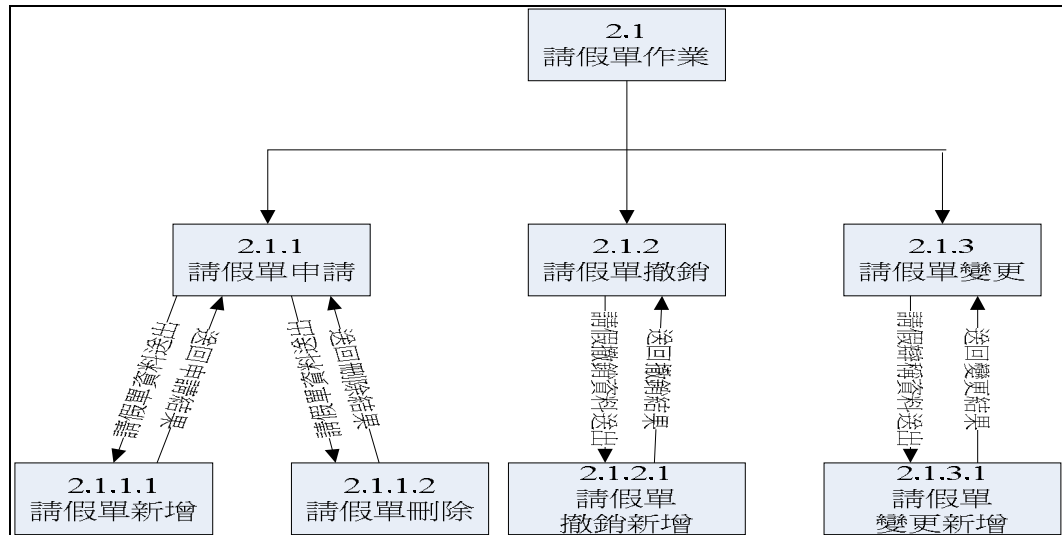 2.1
請假單作業
2.1.1
請假單申請
2.1.2
請假單撤銷
2.1.3
請假單變更
請假單資料送出
送回申請結果
請假單資料送出
送回刪除結果
請假撤銷資料送出
送回撤銷結果
請假辯稱資料送出
送回變更結果
2.1.1.1
請假單新增
2.1.1.2
請假單刪除
2.1.2.1
請假單
撤銷新增
2.1.3.1
請假單
變更新增